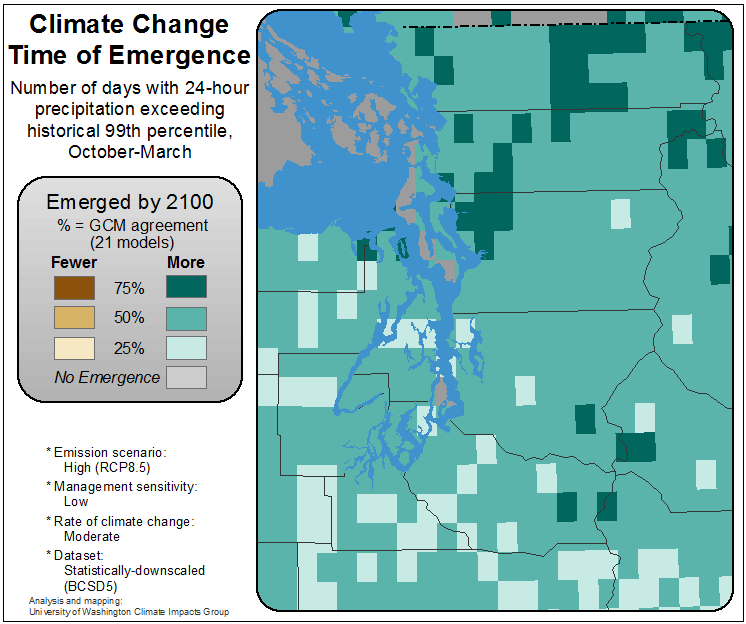 Climate Change
Time of Emergence
Number of days with 24-hour
precipitation exceeding
historical 99th percentile,
October-March
Emerged by 2100
% = GCM agreement
(21 models)
Fewer More
75%
50%
25%
No Emergence
* Emission scenario:
High (RCP8.5)
* Management sensitivity:
Low
* Rate of climate change:
Moderate
* Dataset:
Statistically-downscaled
(BCSD5)
Analysis and mapping:
University of Washington Climate Impacts Group